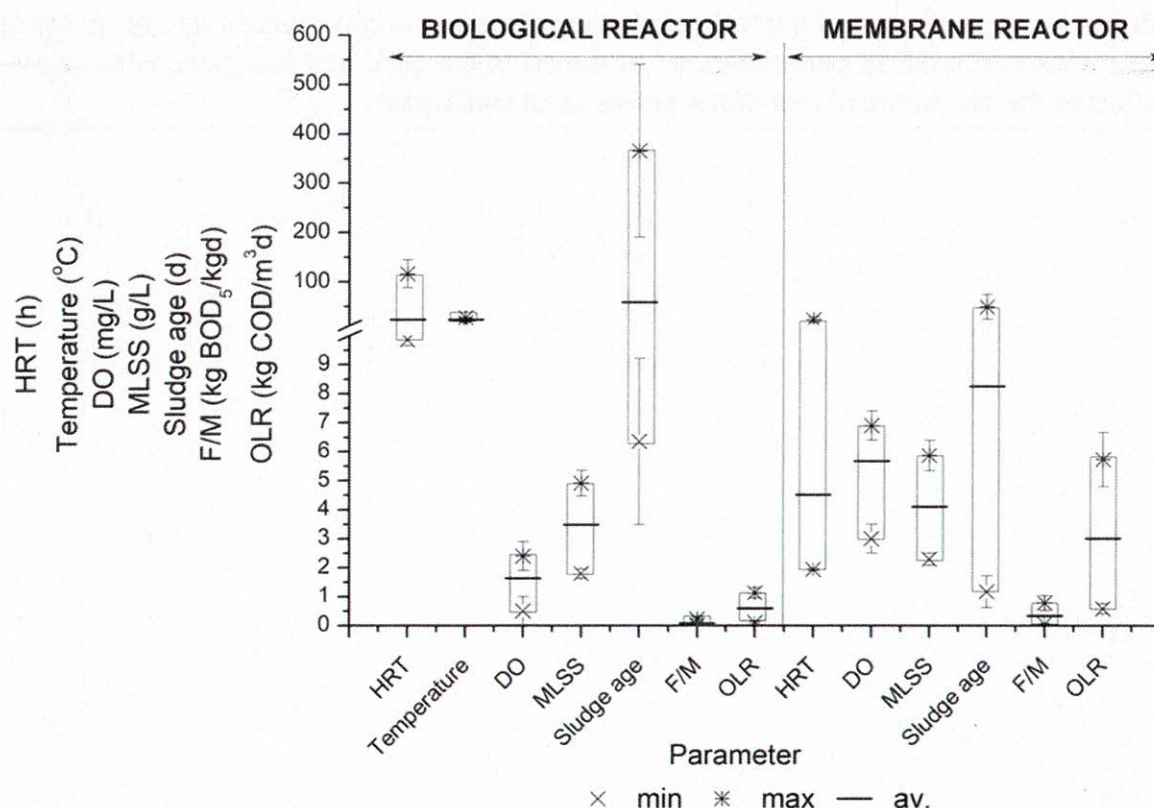 BIOLOGICAL REACTOR
MEMBRANE REACTOR
600
500
400
300
200
100
9
8
7
6
5
4
3
2
1
0
HRT (h)
Temperature (°C)
DO (mg/L)
MLSS (g/L)
Sludge age (d)
F/M (kg BOD₅/kgd)
OLR (kg COD/m³d)
HRT
Temperature
DO
MLSS
Sludge age
F/M
OLR
HRT
DO
MLSS
Sludge age
F/M
OLR
Parameter
min
max
av.